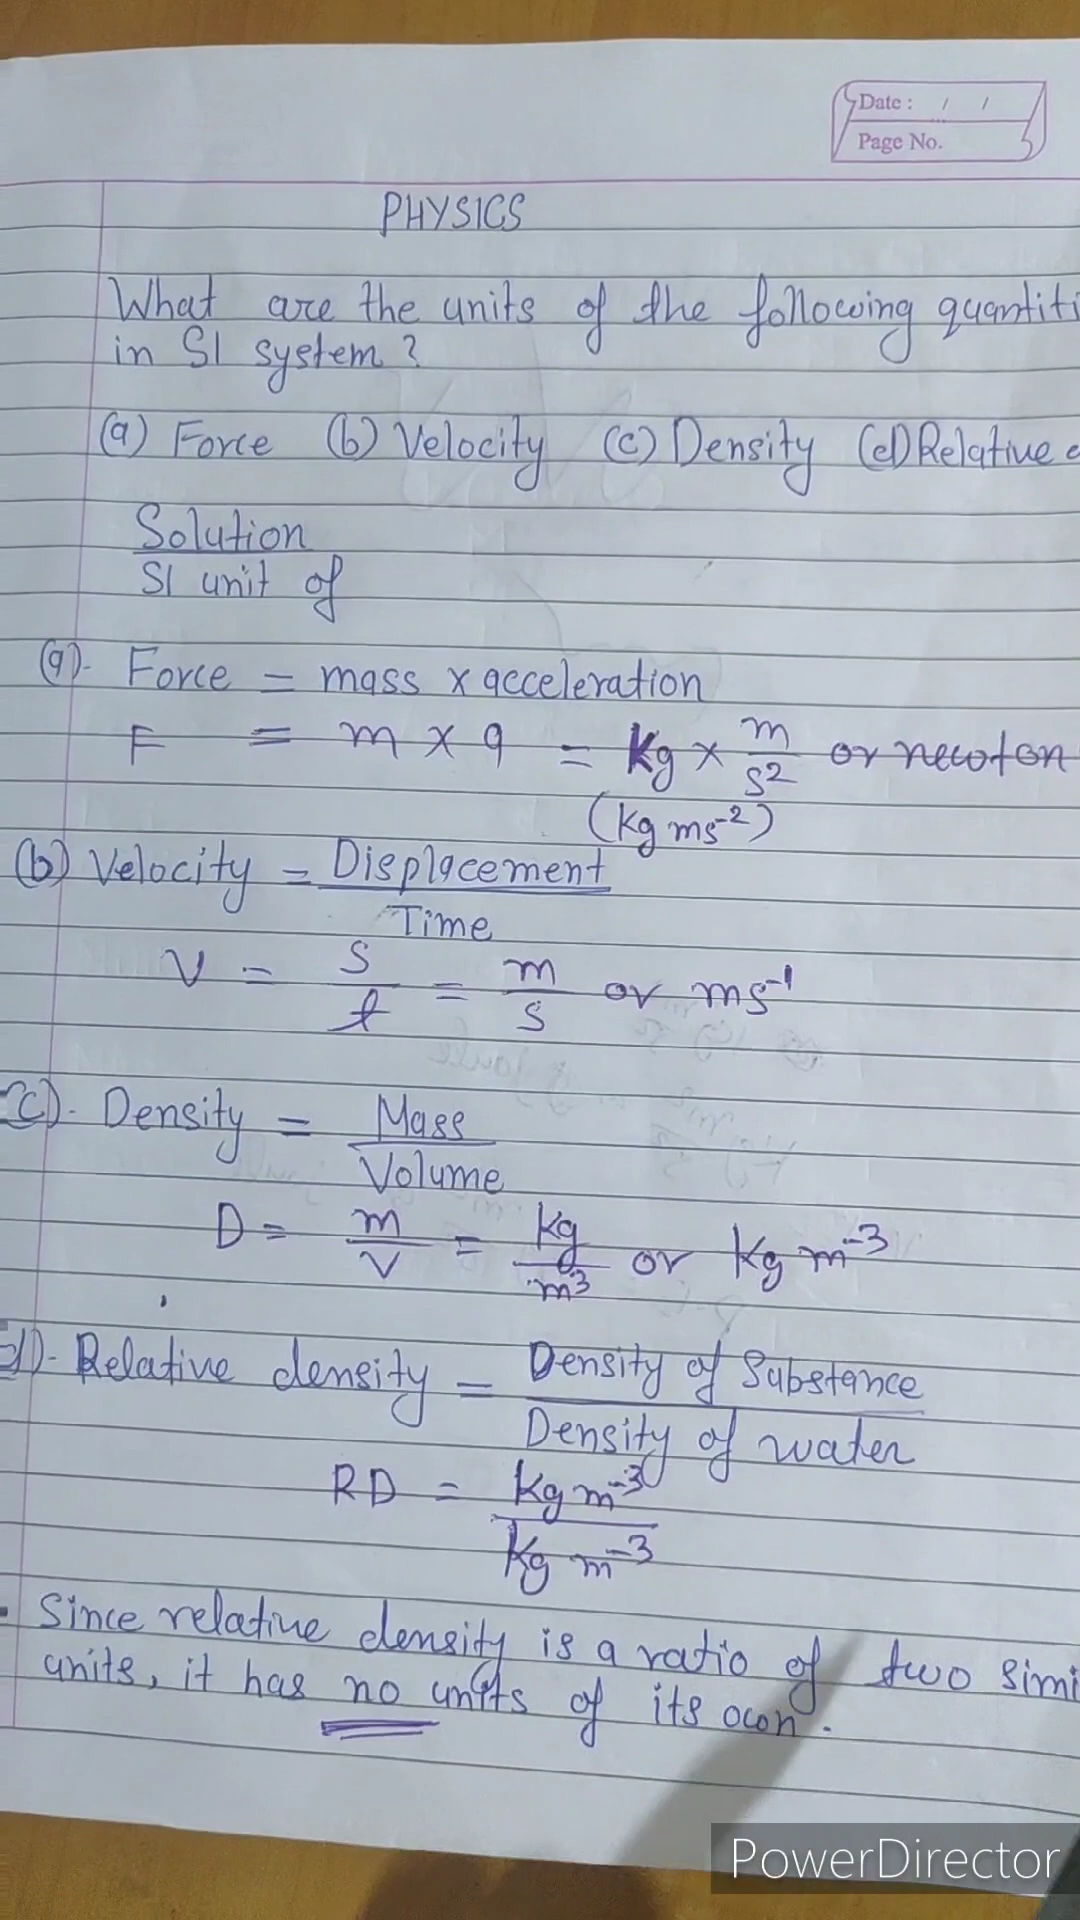 Date : / /
Page No.
PHYSICS
What are the units of the following quantiti
in SI system ?
(a) Force (b) Velocity (c) Density (d) Relative
Solution
SI unit of
(a)- Force = mass x acceleration
F = m x a = Kg x m/s² or newton
(Kg ms⁻²)
(b) Velocity = Displacement
Time
V = s/t = m/s or ms⁻¹
(c)- Density = Mass
Volume
D = m/V = Kg/m³ or Kg m⁻³
d)- Relative density = Density of Substance
Density of water
RD = Kg m⁻³
Kg m⁻³
Since relative density is a ratio of two simi
units, it has no units of its own.
PowerDirector